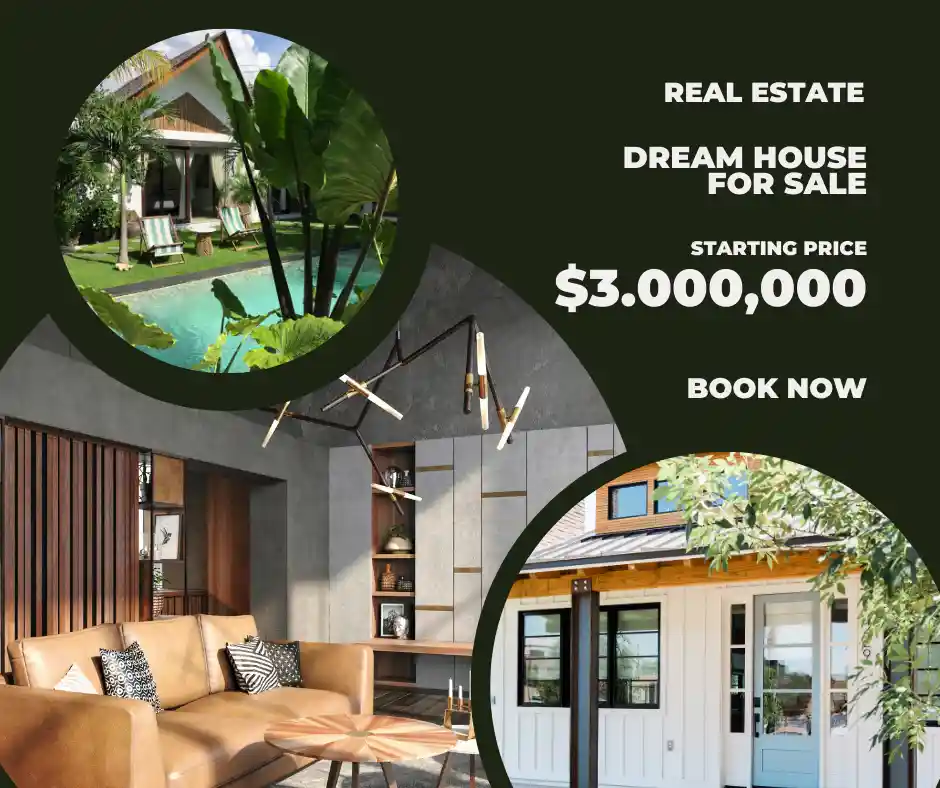 REAL ESTATE
DREAM HOUSE
FOR SALE
STARTING PRICE
$3.000,000
BOOK NOW